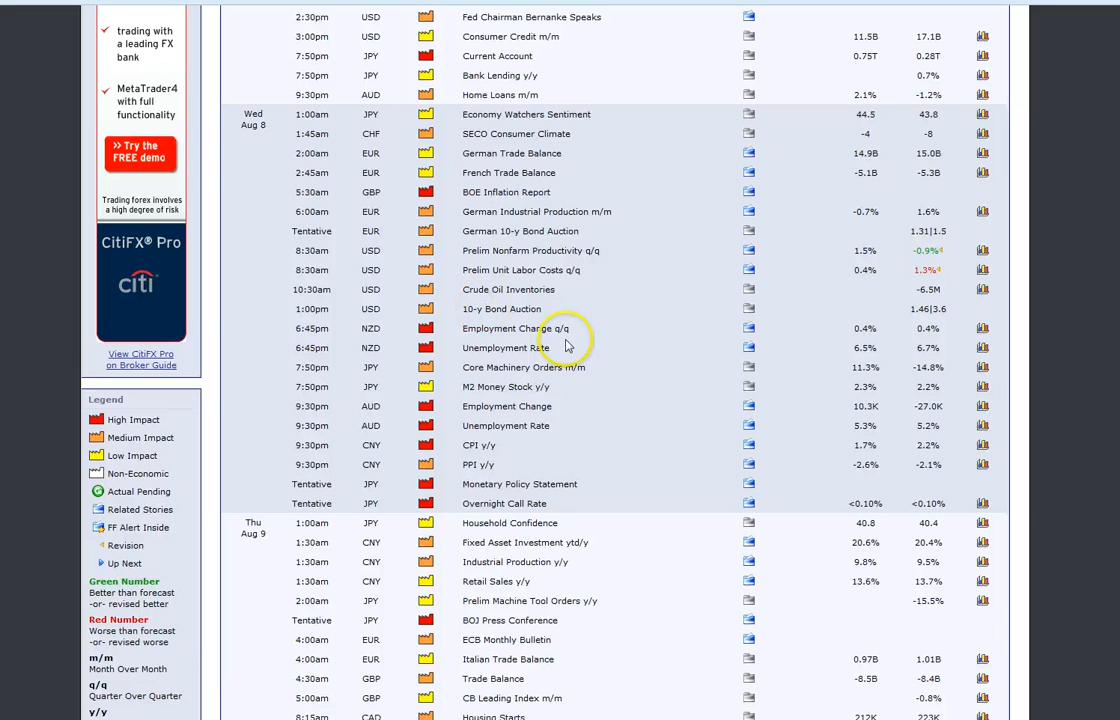 trading with
a leading FX
bank
MetaTrader4
with full
functionality
>> Try the
FREE demo
Trading forex involves
a high degree of risk
CitiFX® Pro
citi
View CitiFX Pro
on Broker Guide
Legend
High Impact
Medium Impact
Low Impact
Non-Economic
Actual Pending
Related Stories
FF Alert Inside
Revision
Up Next
Green Number
Better than forecast
-or- revised better
Red Number
Worse than forecast
-or- revised worse
m/m
Month Over Month
q/q
Quarter Over Quarter
y/y
2:30pm USD Fed Chairman Bernanke Speaks
3:00pm USD Consumer Credit m/m 11.5B 17.1B
7:50pm JPY Current Account 0.75T 0.28T
7:50pm JPY Bank Lending y/y 0.7%
9:30pm AUD Home Loans m/m 2.1% -1.2%
Wed
Aug 8
1:00am JPY Economy Watchers Sentiment 44.5 43.8
1:45am CHF SECO Consumer Climate -4 -8
2:00am EUR German Trade Balance 14.9B 15.0B
2:45am EUR French Trade Balance -5.1B -5.3B
5:30am GBP BOE Inflation Report
6:00am EUR German Industrial Production m/m -0.7% 1.6%
Tentative EUR German 10-y Bond Auction 1.31|1.5
8:30am USD Prelim Nonfarm Productivity q/q 1.5% -0.9%
8:30am USD Prelim Unit Labor Costs q/q 0.4% 1.3%
10:30am USD Crude Oil Inventories -6.5M
1:00pm USD 10-y Bond Auction 1.46|3.6
6:45pm NZD Employment Change q/q 0.4% 0.4%
6:45pm NZD Unemployment Rate 6.5% 6.7%
7:50pm JPY Core Machinery Orders m/m 11.3% -14.8%
7:50pm JPY M2 Money Stock y/y 2.3% 2.2%
9:30pm AUD Employment Change 10.3K -27.0K
9:30pm AUD Unemployment Rate 5.3% 5.2%
9:30pm CNY CPI y/y 1.7% 2.2%
9:30pm CNY PPI y/y -2.6% -2.1%
Tentative JPY Monetary Policy Statement
Tentative JPY Overnight Call Rate <0.10% <0.10%
Thu
Aug 9
1:00am JPY Household Confidence 40.8 40.4
1:30am CNY Fixed Asset Investment ytd/y 20.6% 20.4%
1:30am CNY Industrial Production y/y 9.8% 9.5%
1:30am CNY Retail Sales y/y 13.6% 13.7%
2:00am JPY Prelim Machine Tool Orders y/y -15.5%
Tentative JPY BOJ Press Conference
4:00am EUR ECB Monthly Bulletin
4:00am EUR Italian Trade Balance 0.97B 1.01B
4:30am GBP Trade Balance -8.5B -8.4B
5:00am GBP CB Leading Index m/m -0.8%
8:15am CAD Housing Starts 212K 223K